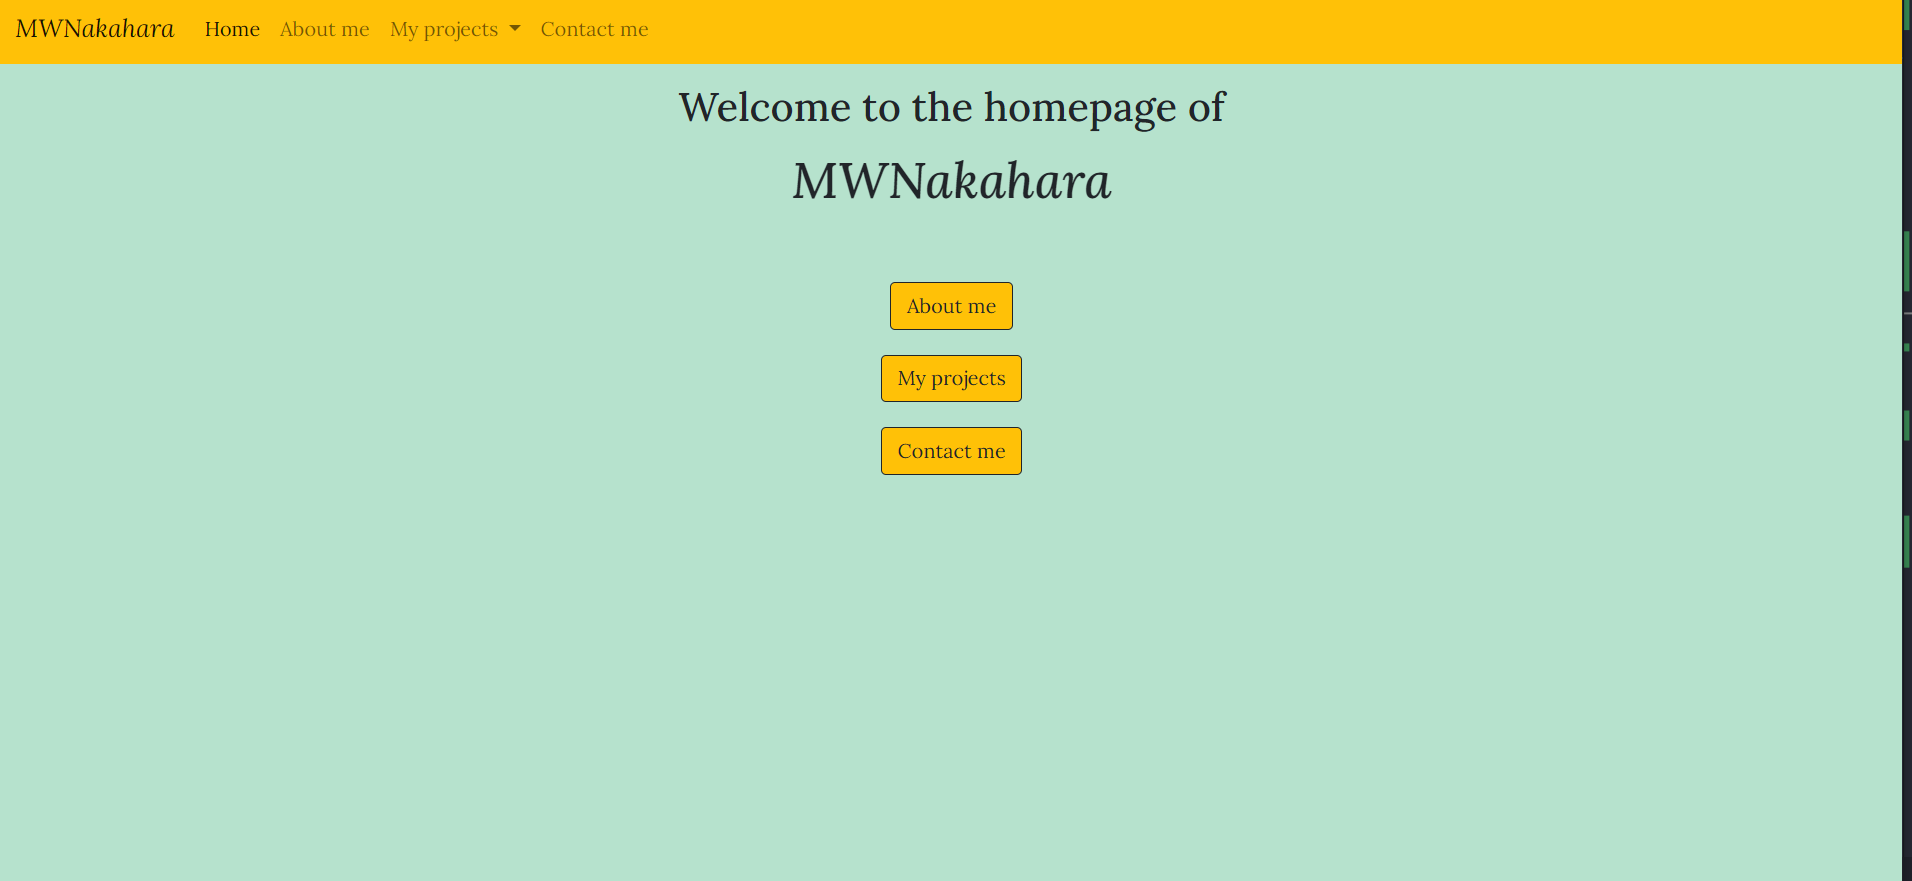 MWNakahara Home About me My projects Contact me
Welcome to the homepage of
MWNakahara
About me
My projects
Contact me